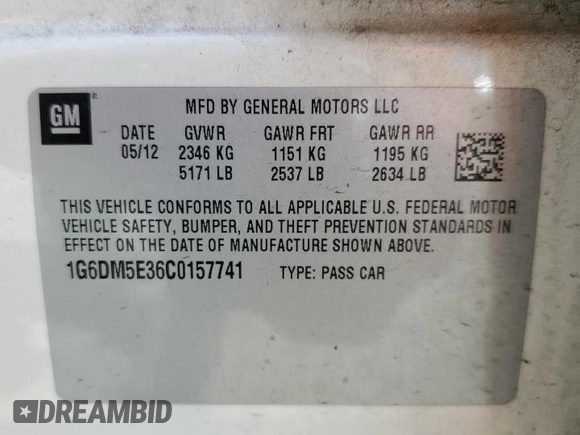 GM ®
MFD BY GENERAL MOTORS LLC
DATE GVWR GAWR FRT GAWR RR
05/12 2346 KG 1151 KG 1195 KG
5171 LB 2537 LB 2634 LB
THIS VEHICLE CONFORMS TO ALL APPLICABLE U.S. FEDERAL MOTOR
VEHICLE SAFETY, BUMPER, AND THEFT PREVENTION STANDARDS IN
EFFECT ON THE DATE OF MANUFACTURE SHOWN ABOVE.
1G6DM5E36C0157741 TYPE: PASS CAR
DREAMBID